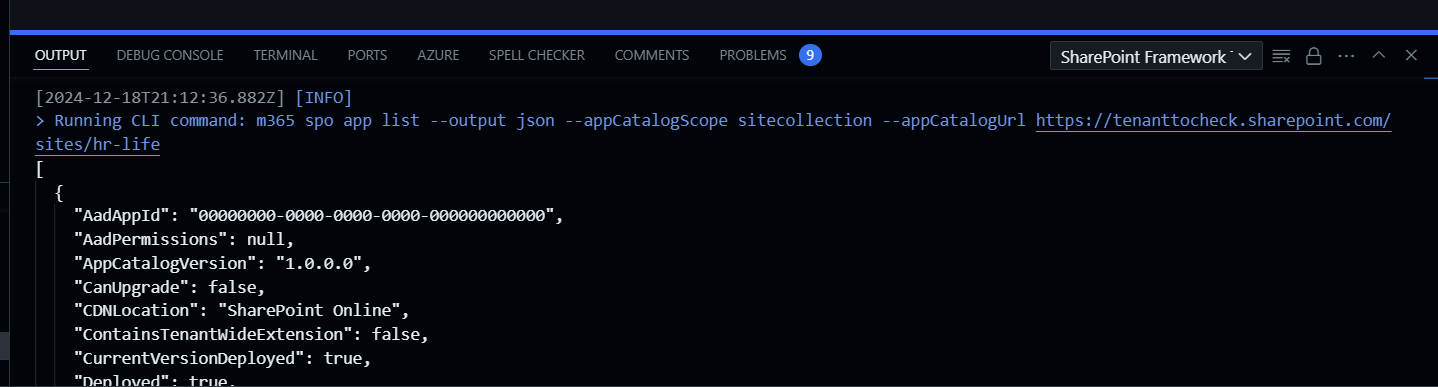 OUTPUT DEBUG CONSOLE TERMINAL PORTS AZURE SPELL CHECKER COMMENTS PROBLEMS 9 SharePoint Framework
[2024-12-18T21:12:36.882Z] [INFO]
> Running CLI command: m365 spo app list --output json --appCatalogScope sitecollection --appCatalogUrl https://tenanttocheck.sharepoint.com/
sites/hr-life
[
{
"AadAppId": "00000000-0000-0000-0000-000000000000",
"AadPermissions": null,
"AppCatalogVersion": "1.0.0.0",
"CanUpgrade": false,
"CDNLocation": "SharePoint Online",
"ContainsTenantWideExtension": false,
"CurrentVersionDeployed": true,
"Deployed": true,